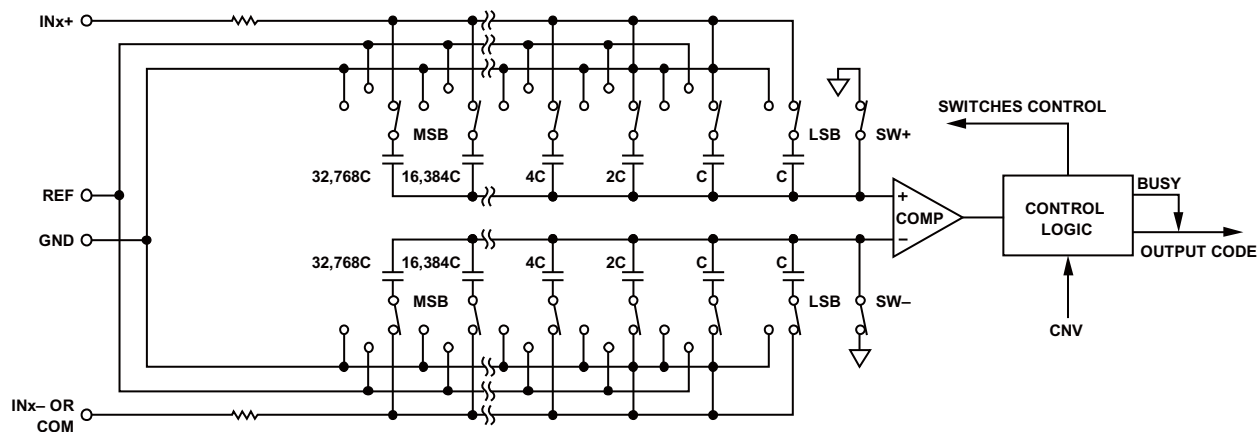 INx+
SWITCHES CONTROL
MSB
LSB
SW+
32,768C
16,384C
4C
2C
C
C
REF
+
COMP
–
BUSY
CONTROL
LOGIC
GND
OUTPUT CODE
32,768C
16,384C
4C
2C
C
C
MSB
LSB
SW–
CNV
INx– OR
COM